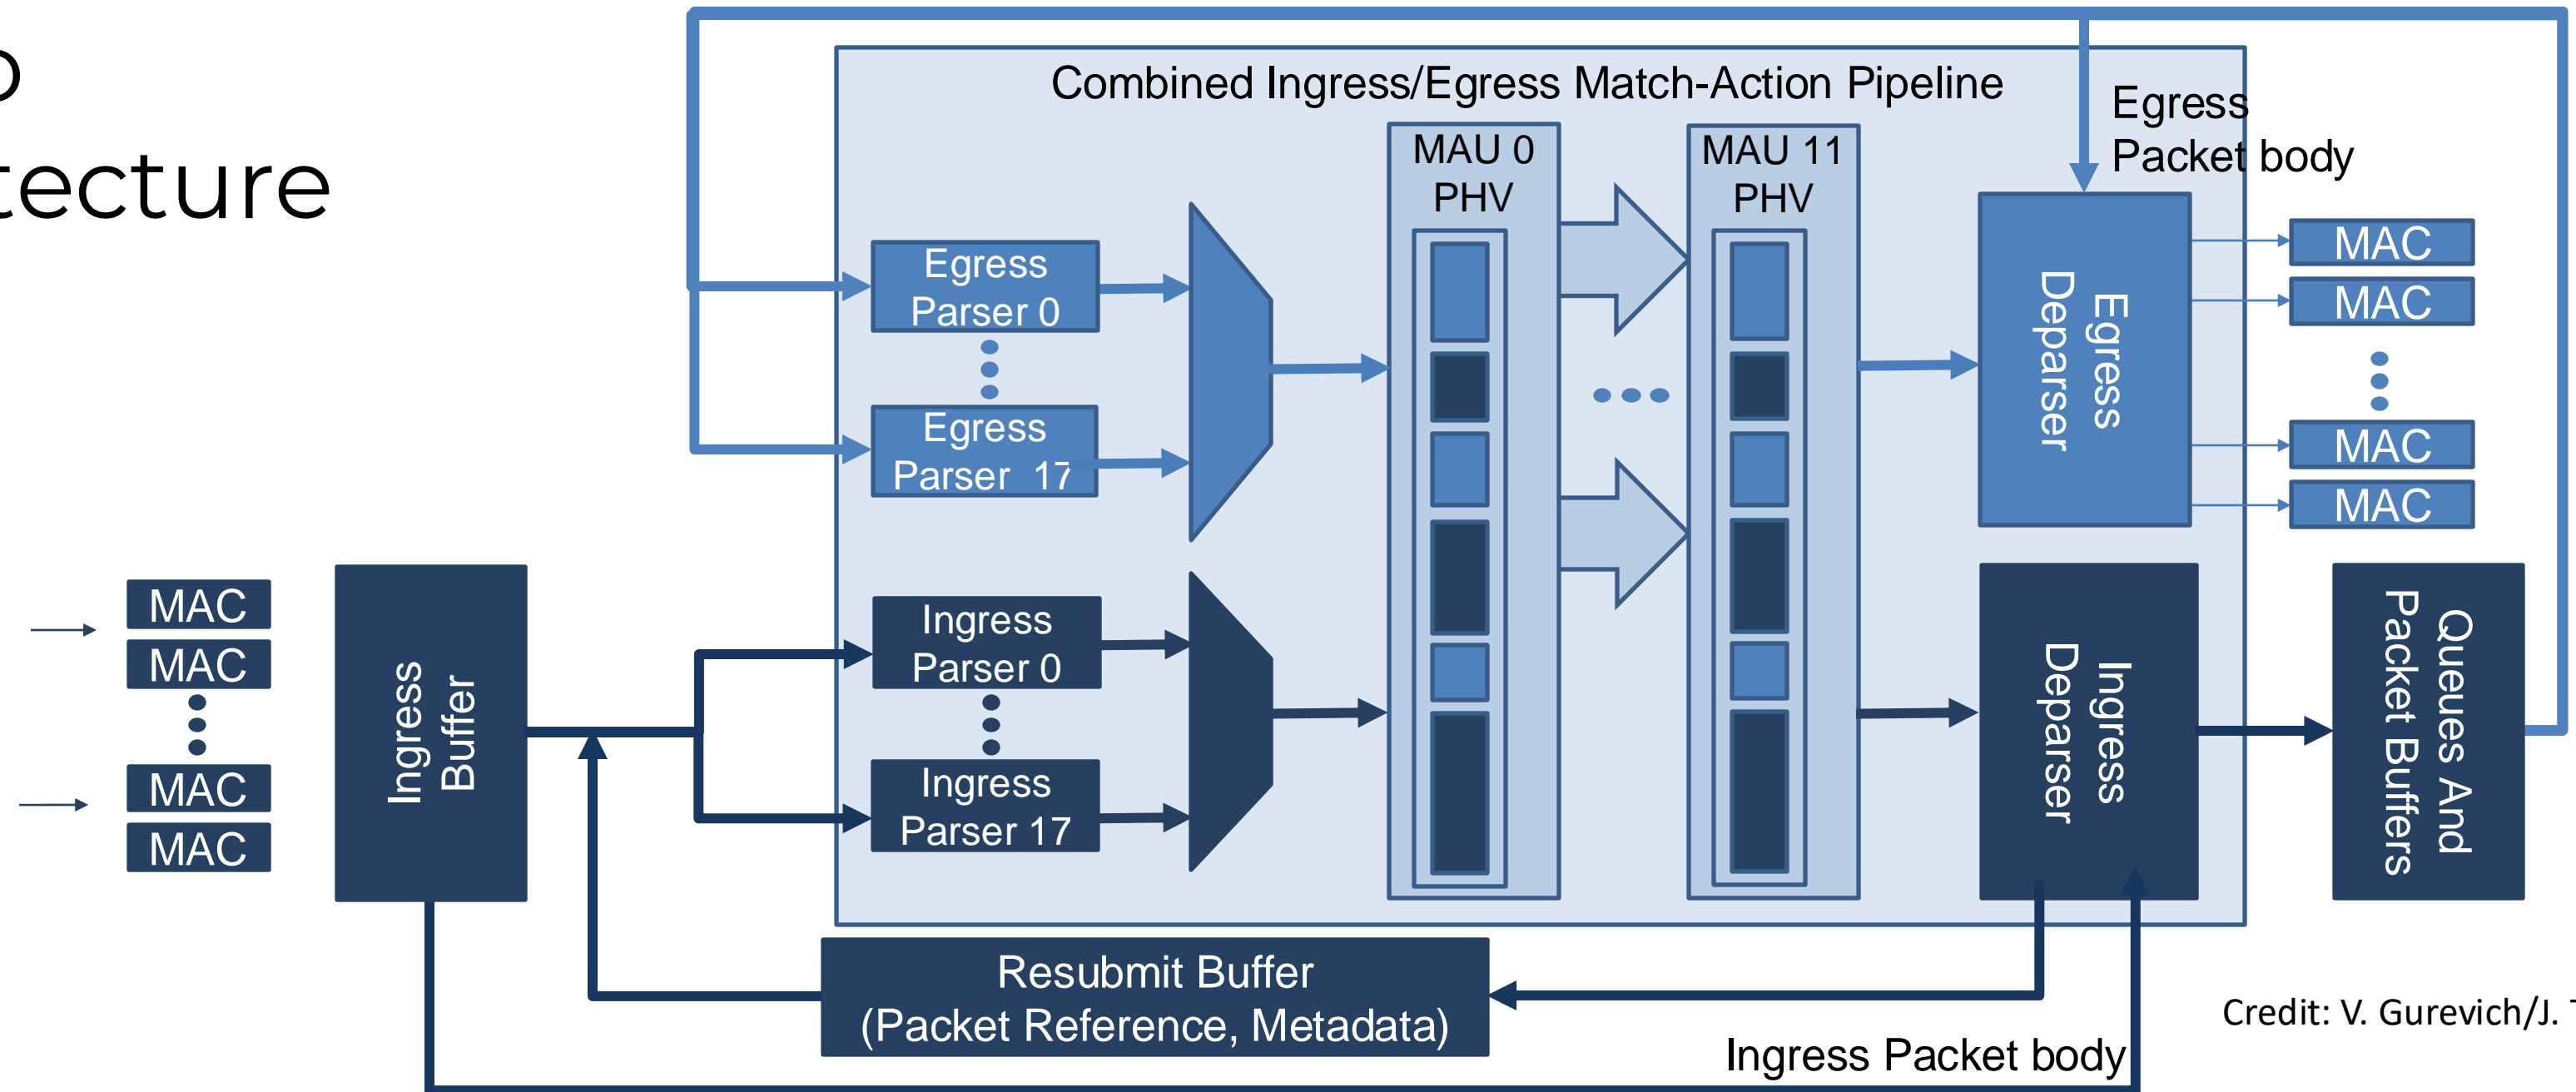 o
tecture
Combined Ingress/Egress Match-Action Pipeline
Egress
Packet body
MAU 0
PHV
MAU 11
PHV
Egress
Parser 0
Egress
Parser 17
Egress
Deparser
MAC
MAC
MAC
MAC
MAC
MAC
MAC
MAC
Ingress
Buffer
Ingress
Parser 0
Ingress
Parser 17
Ingress
Deparser
Queues And
Packet Buffers
Resubmit Buffer
(Packet Reference, Metadata)
Ingress Packet body
Credit: V. Gurevich/J.